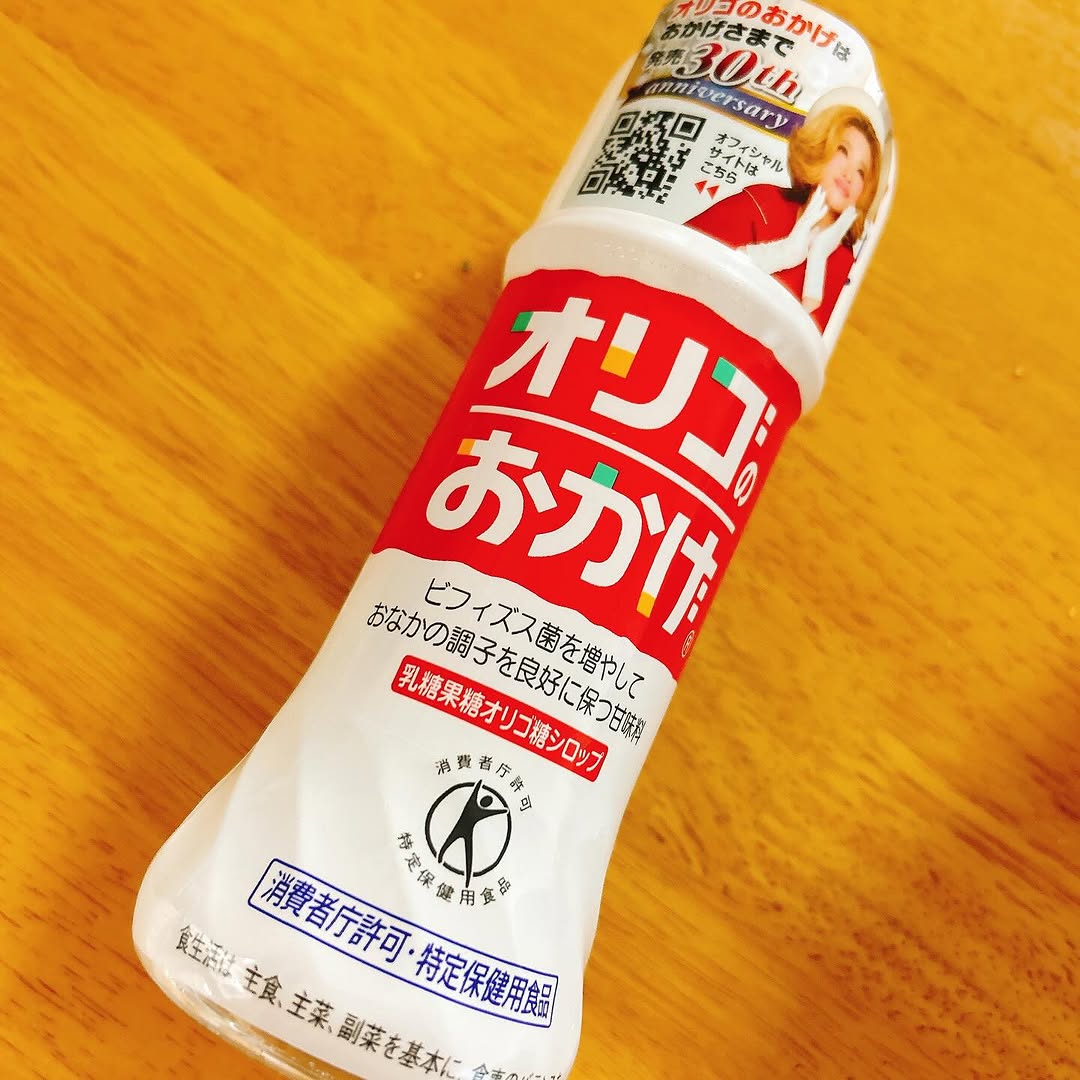 オリゴのおかげは
おかげさまで
発売30th
anniversary
オフィシャル
サイトは
こちら
オリゴの
おかげ®
ビフィズス菌を増やして
おなかの調子を良好に保つ甘味料
乳糖果糖オリゴ糖シロップ
消費者庁許可
特定保健用食品
消費者庁許可・特定保健用食品
食生活は、主食、主菜、副菜を基本に、食事の